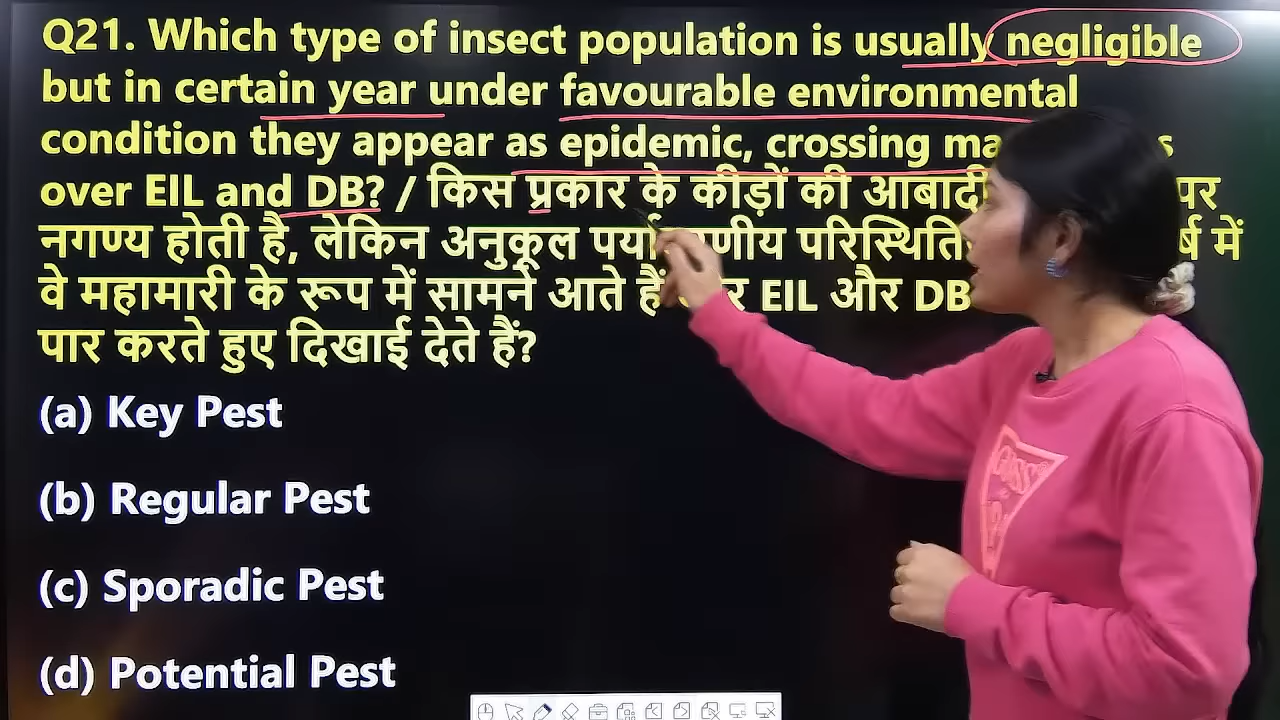 Q21. Which type of insect population is usually negligible
but in certain year under favourable environmental
condition they appear as epidemic, crossing
over EIL and DB? / किस प्रकार के कीड़ों की आबादी पर
नगण्य होती है, लेकिन अनुकूल में
वे महामारी के रूप में सामने आते हैं EIL और DB
पार करते हुए दिखाई देते हैं?
(a) Key Pest
(b) Regular Pest
(c) Sporadic Pest
(d) Potential Pest